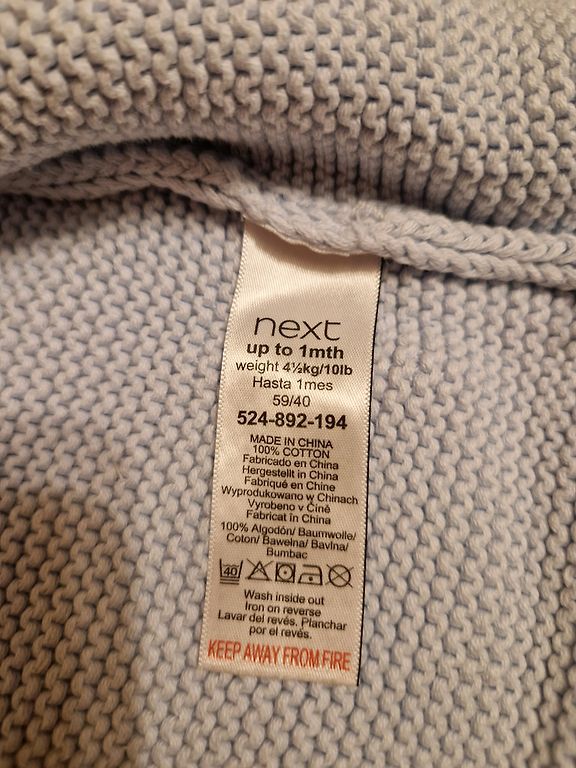 next
up to 1mth
weight 4½kg/10lb
Hasta 1mes
59/40
524-892-194
MADE IN CHINA
100% COTTON
Fabricado en China
Hergestellt in China
Fabriqué en Chine
Wyprodukowano w Chinach
Vyrobeno v Číně
Fabricat în China
100% Algodón/ Baumwolle/
Coton/ Bawełna/ Bavlna/
Bumbac
40
Wash inside out
Iron on reverse
Lavar del revés. Planchar
por el revés.
KEEP AWAY FROM FIRE